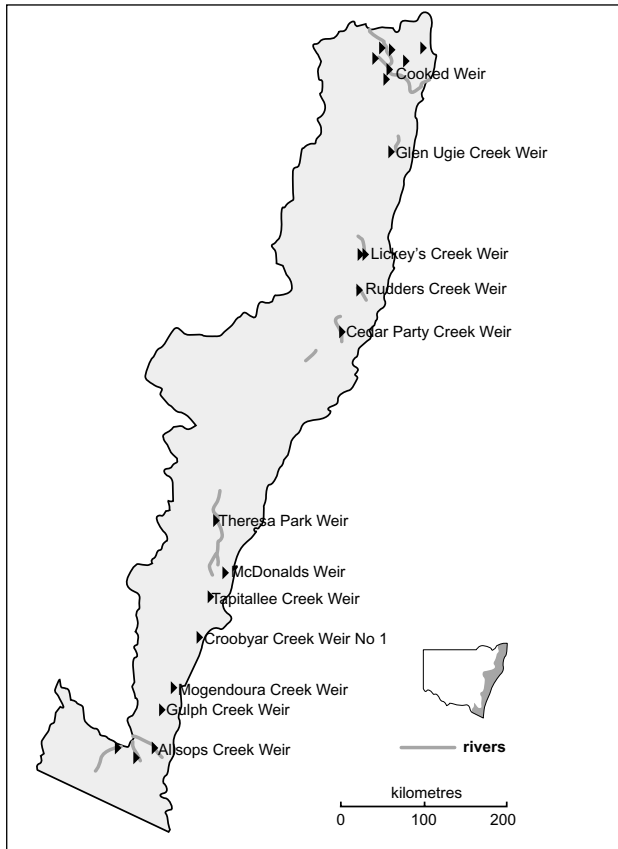 Cooked Weir
Glen Ugie Creek Weir
Lickey's Creek Weir
Rudders Creek Weir
Cedar Party Creek Weir
Theresa Park Weir
McDonalds Weir
Tapitallee Creek Weir
Croobyar Creek Weir No 1
Mogendoura Creek Weir
Gulph Creek Weir
Allsops Creek Weir
rivers
kilometres
0 100 200